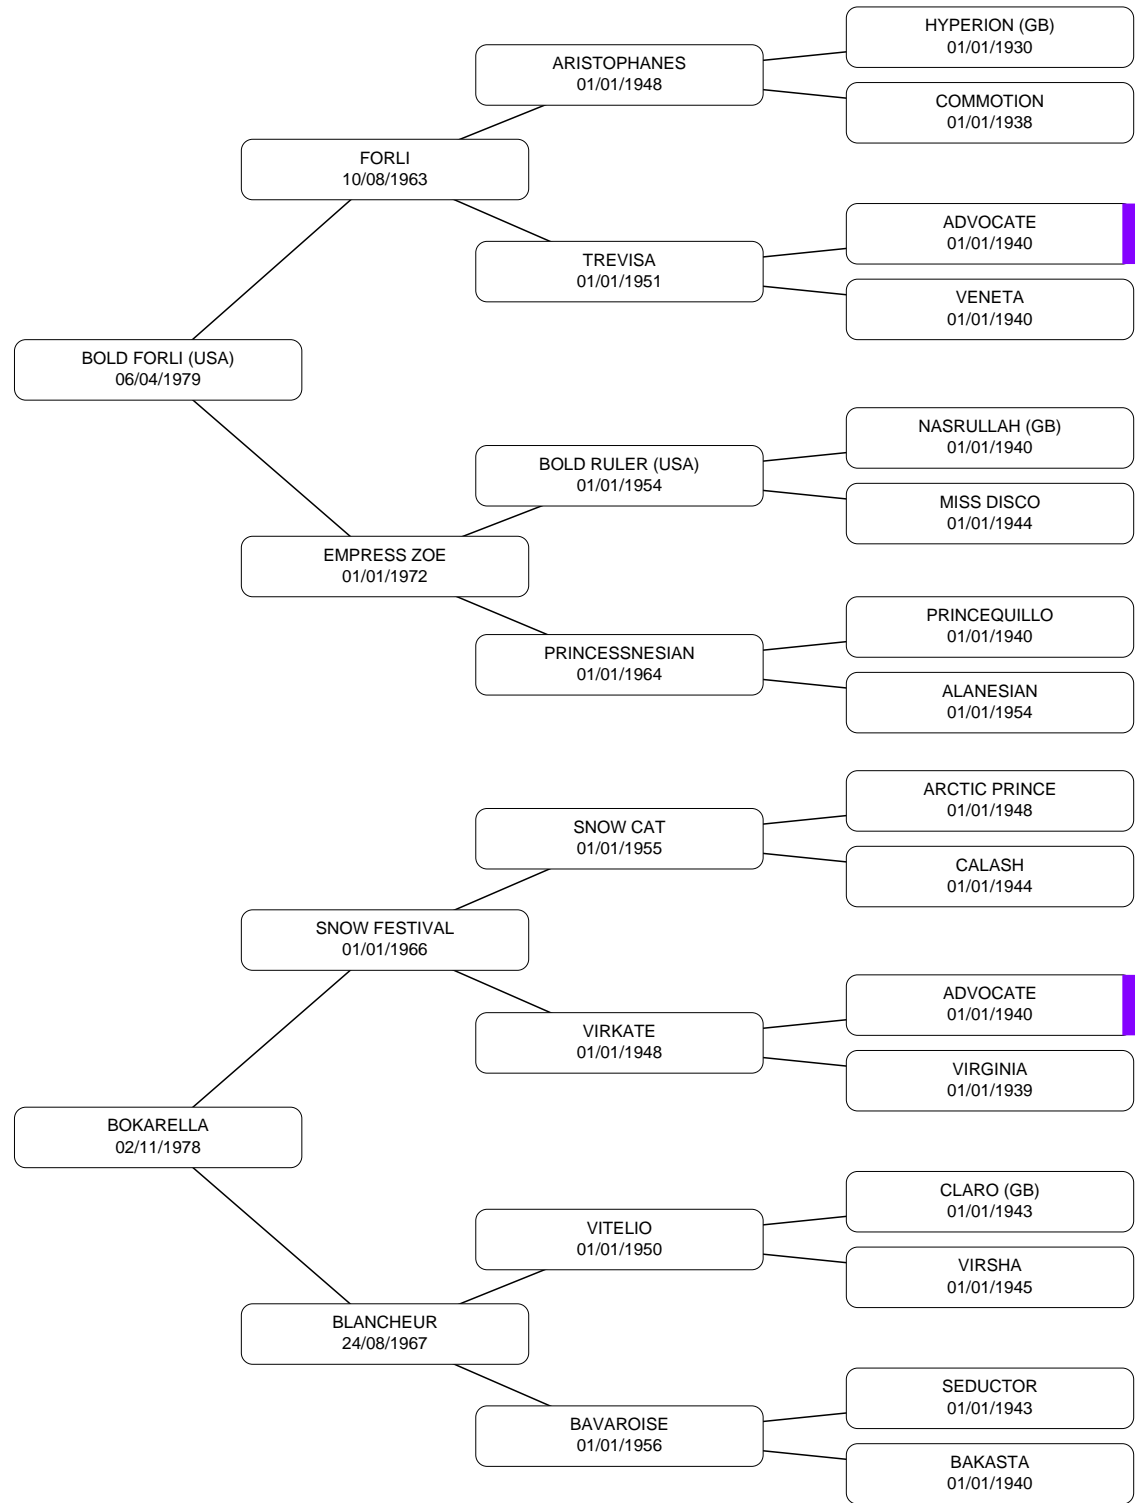 HYPERION (GB)
01/01/1930
ARISTOPHANES
01/01/1948
COMMOTION
01/01/1938
FORLI
10/08/1963
ADVOCATE
01/01/1940
TREVISA
01/01/1951
VENETA
01/01/1940
BOLD FORLI (USA)
06/04/1979
NASRULLAH (GB)
01/01/1940
BOLD RULER (USA)
01/01/1954
MISS DISCO
01/01/1944
EMPRESS ZOE
01/01/1972
PRINCEQUILLO
01/01/1940
PRINCESSNESIAN
01/01/1964
ALANESIAN
01/01/1954
ARCTIC PRINCE
01/01/1948
SNOW CAT
01/01/1955
CALASH
01/01/1944
SNOW FESTIVAL
01/01/1966
ADVOCATE
01/01/1940
VIRKATE
01/01/1948
VIRGINIA
01/01/1939
BOKARELLA
02/11/1978
CLARO (GB)
01/01/1943
VITELIO
01/01/1950
VIRSHA
01/01/1945
BLANCHEUR
24/08/1967
SEDUCTOR
01/01/1943
BAVAROISE
01/01/1956
BAKASTA
01/01/1940